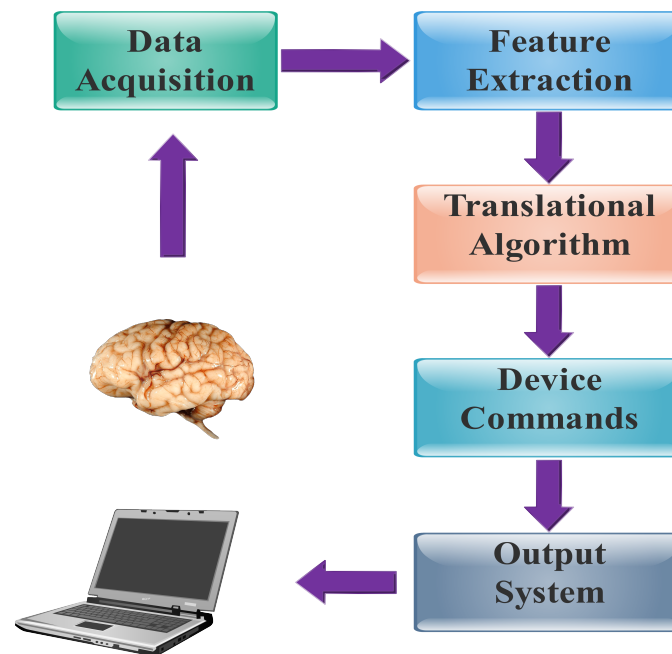 Data
Acquisition
Feature
Extraction
Translational
Algorithm
Device
Commands
Output
System